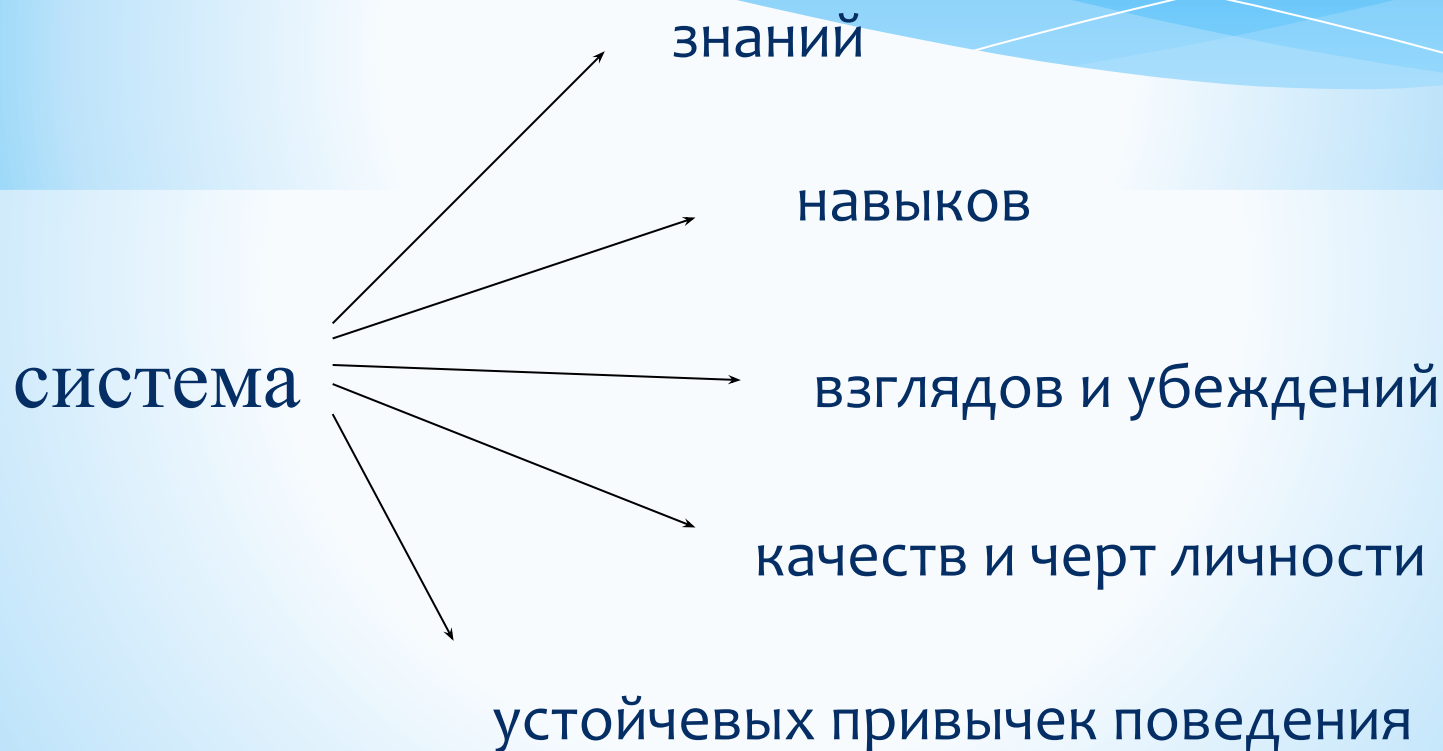 знаний
навыков
система
взглядов и убеждений
качеств и черт личности
устойчевых привычек поведения